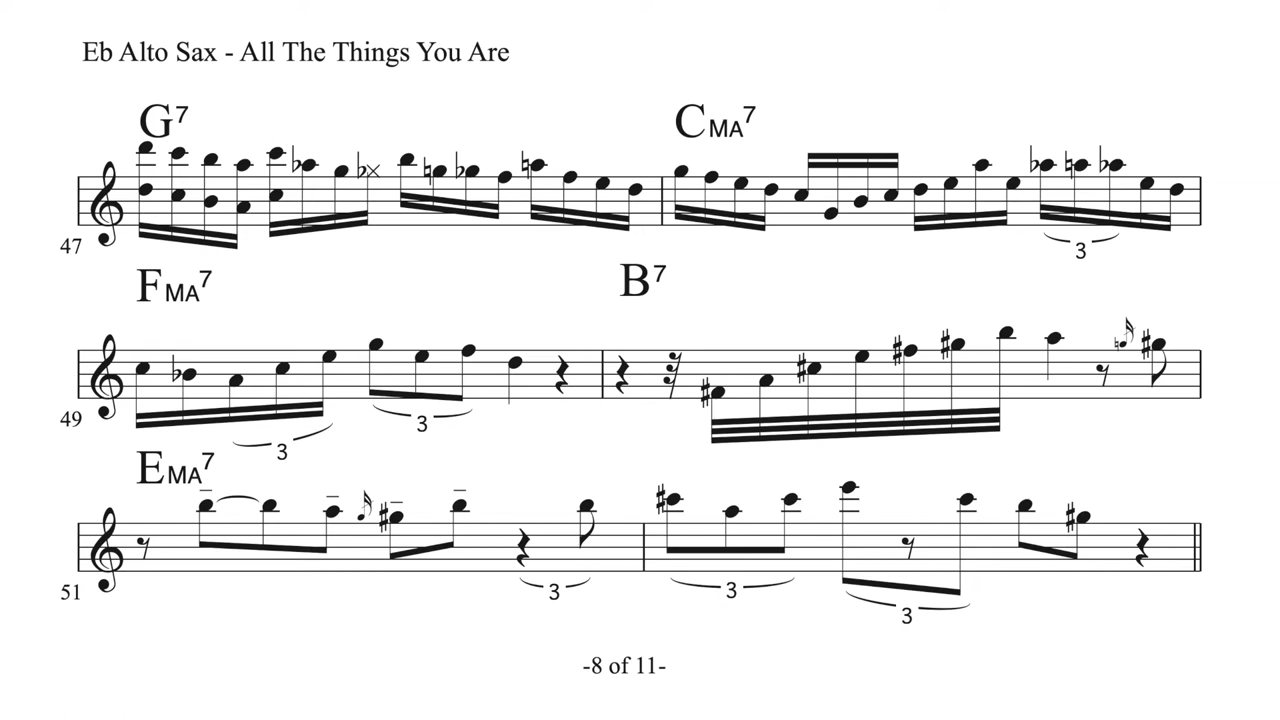 Eb Alto Sax - All The Things You Are
G7 CMA7
47
3
FMA7 B7
49
3 3
EMA7
51
3 3 3
-8 of 11-